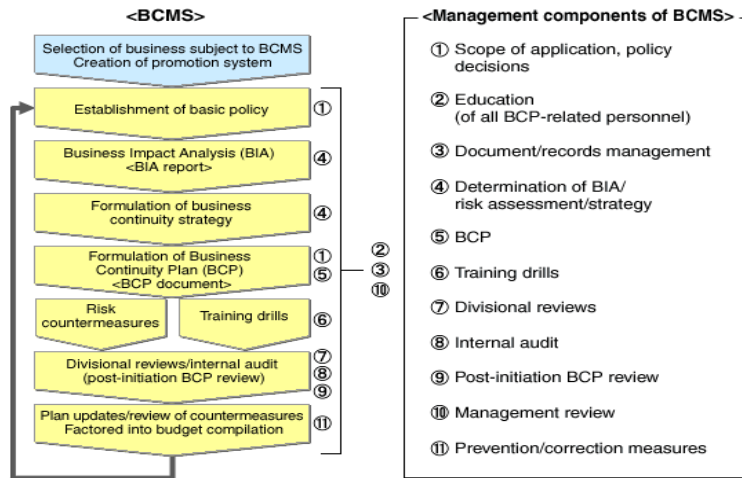 <BCMS>
Selection of business subject to BCMS
Creation of promotion system
Establishment of basic policy
①
Business Impact Analysis (BIA)
<BIA report>
④
Formulation of business
continuity strategy
④
Formulation of Business
Continuity Plan (BCP)
<BCP document>
①
⑤
Risk
countermeasures
Training drills
⑥
Divisional reviews/internal audit
(post-initiation BCP review)
⑦
⑧
⑨
Plan updates/review of countermeasures
Factored into budget compilation
⑪
②
③
⑩
<Management components of BCMS>
① Scope of application, policy
decisions
② Education
(of all BCP-related personnel)
③ Document/records management
④ Determination of BIA/
risk assessment/strategy
⑤ BCP
⑥ Training drills
⑦ Divisional reviews
⑧ Internal audit
⑨ Post-initiation BCP review
⑩ Management review
⑪ Prevention/correction measures